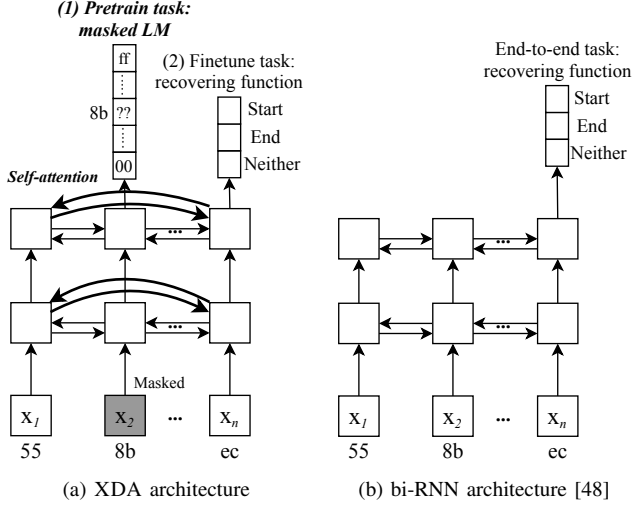 (1) Pretrain task:
masked LM
ff
8b
??
00
(2) Finetune task:
recovering function
Start
End
Neither
Self-attention
...
...
Masked
x1
x2
...
xn
55
8b
ec
(a) XDA architecture
End-to-end task:
recovering function
Start
End
Neither
...
...
x1
x2
...
xn
55
8b
ec
(b) bi-RNN architecture [48]